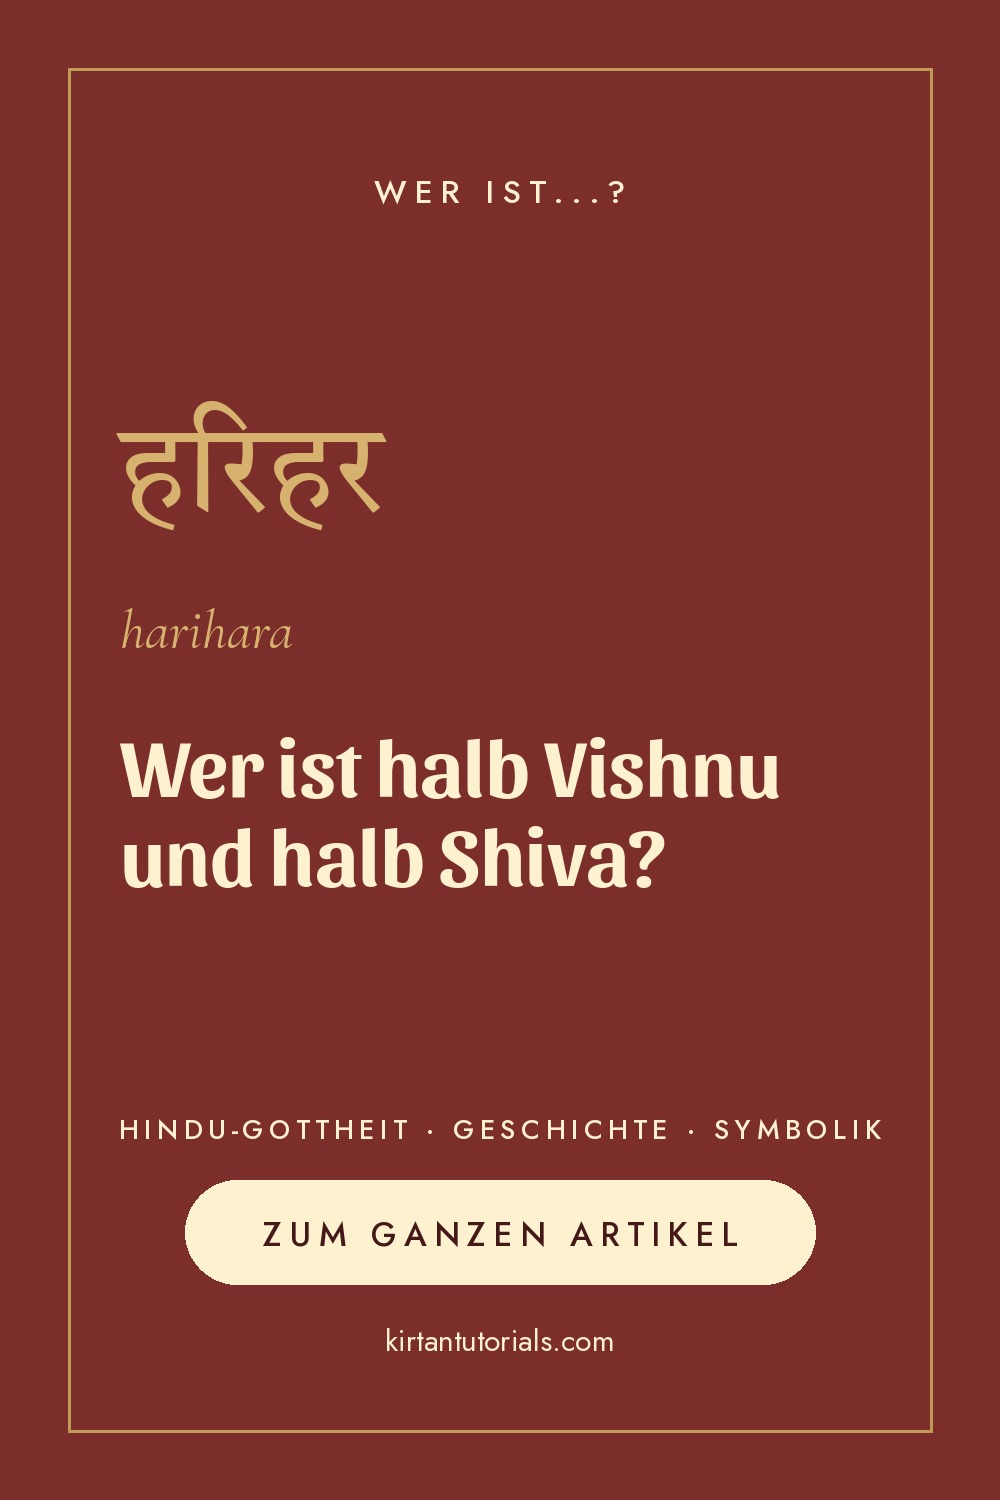 WER IST...?
हरिहर
harihara
Wer ist halb Vishnu
und halb Shiva?
HINDU-GOTTHEIT · GESCHICHTE · SYMBOLIK
ZUM GANZEN ARTIKEL
kirtantutorials.com